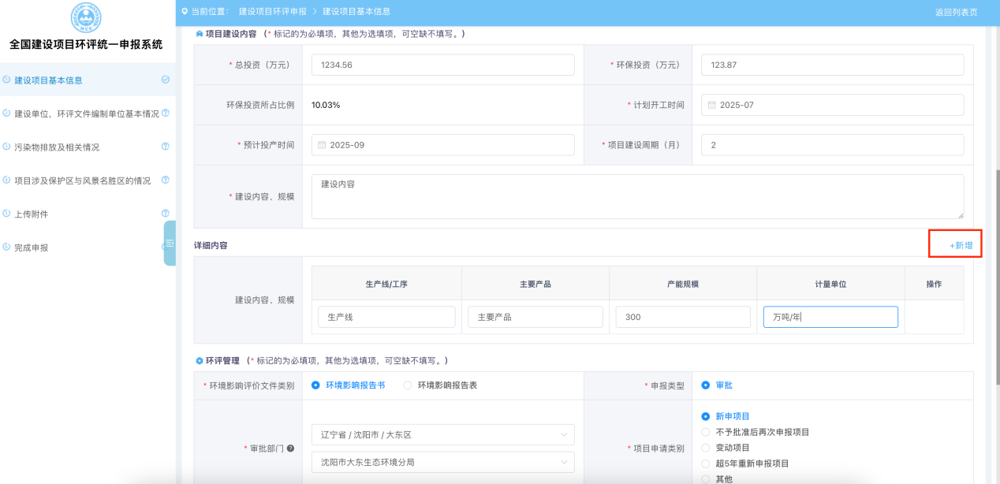 当前位置： 建设项目环评申报 > 建设项目基本信息
返回列表页
全国建设项目环评统一申报系统
建设项目基本信息
建设单位，环评文件编制单位基本情况
污染物排放及相关情况
项目涉及保护区与风景名胜区的情况
上传附件
完成申报
项目建设内容 （* 标记的为必填项，其他为选填项，可空缺不填写。）
* 总投资（万元） 1234.56 * 环保投资（万元） 123.87
环保投资所占比例 10.03% * 计划开工时间 2025-07
* 预计投产时间 2025-09 * 项目建设周期（月） 2
* 建设内容、规模 建设内容
详细内容 +新增
建设内容、规模
生产线/工序 主要产品 产能规模 计量单位 操作
生产线 主要产品 300 万吨/年
环评管理 （* 标记的为必填项，其他为选填项，可空缺不填写。）
* 环境影响评价文件类别 环境影响报告书 环境影响报告表 * 申报类型 审批
* 审批部门 辽宁省 / 沈阳市 / 大东区
沈阳市大东生态环境分局
* 项目申请类别 新申项目
不予批准后再次申报项目
变动项目
超5年重新申报项目
其他